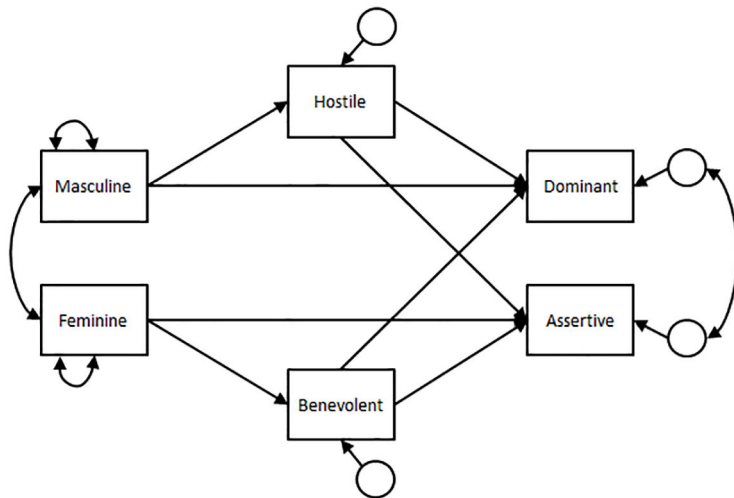 Hostile
Masculine
Dominant
Feminine
Assertive
Benevolent